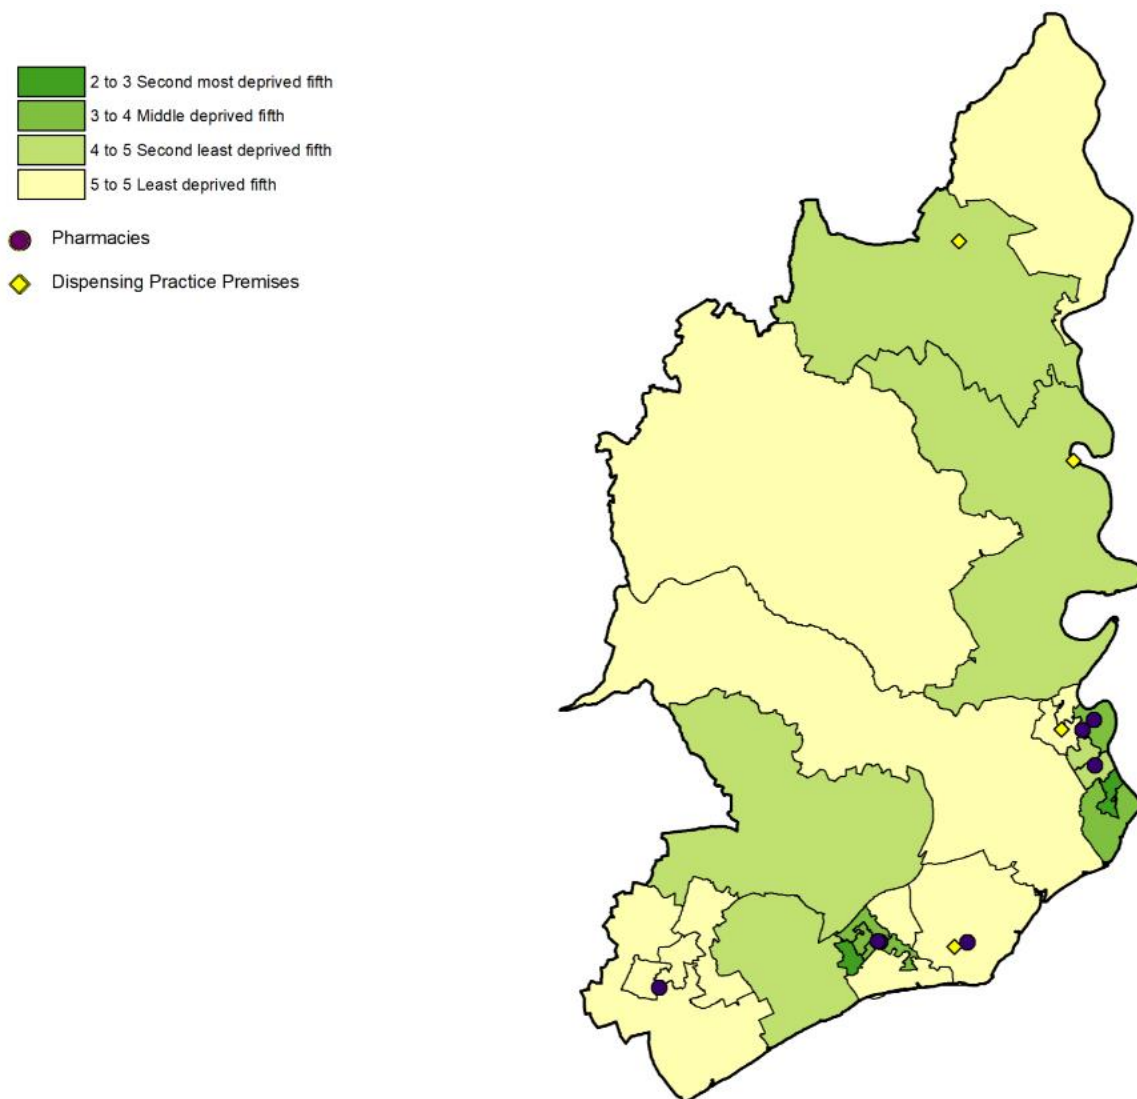 2 to 3 Second most deprived fifth
3 to 4 Middle deprived fifth
4 to 5 Second least deprived fifth
5 to 5 Least deprived fifth
Pharmacies
Dispensing Practice Premises